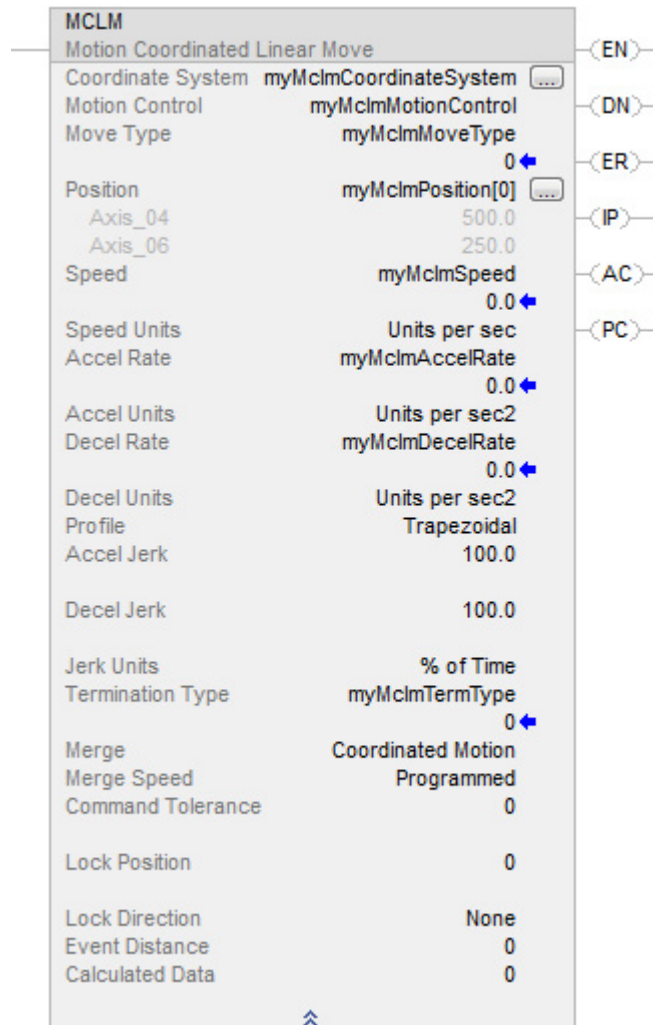 MCLM
Motion Coordinated Linear Move (EN)
Coordinate System myMclmCoordinateSystem ...
Motion Control myMclmMotionControl (DN)
Move Type myMclmMoveType
0 (ER)
Position myMclmPosition[0] ...
Axis_04 500.0 (IP)
Axis_06 250.0
Speed myMclmSpeed (AC)
0.0
Speed Units Units per sec (PC)
Accel Rate myMclmAccelRate
0.0
Accel Units Units per sec2
Decel Rate myMclmDecelRate
0.0
Decel Units Units per sec2
Profile Trapezoidal
Accel Jerk 100.0
Decel Jerk 100.0
Jerk Units % of Time
Termination Type myMclmTermType
0
Merge Coordinated Motion
Merge Speed Programmed
Command Tolerance 0
Lock Position 0
Lock Direction None
Event Distance 0
Calculated Data 0